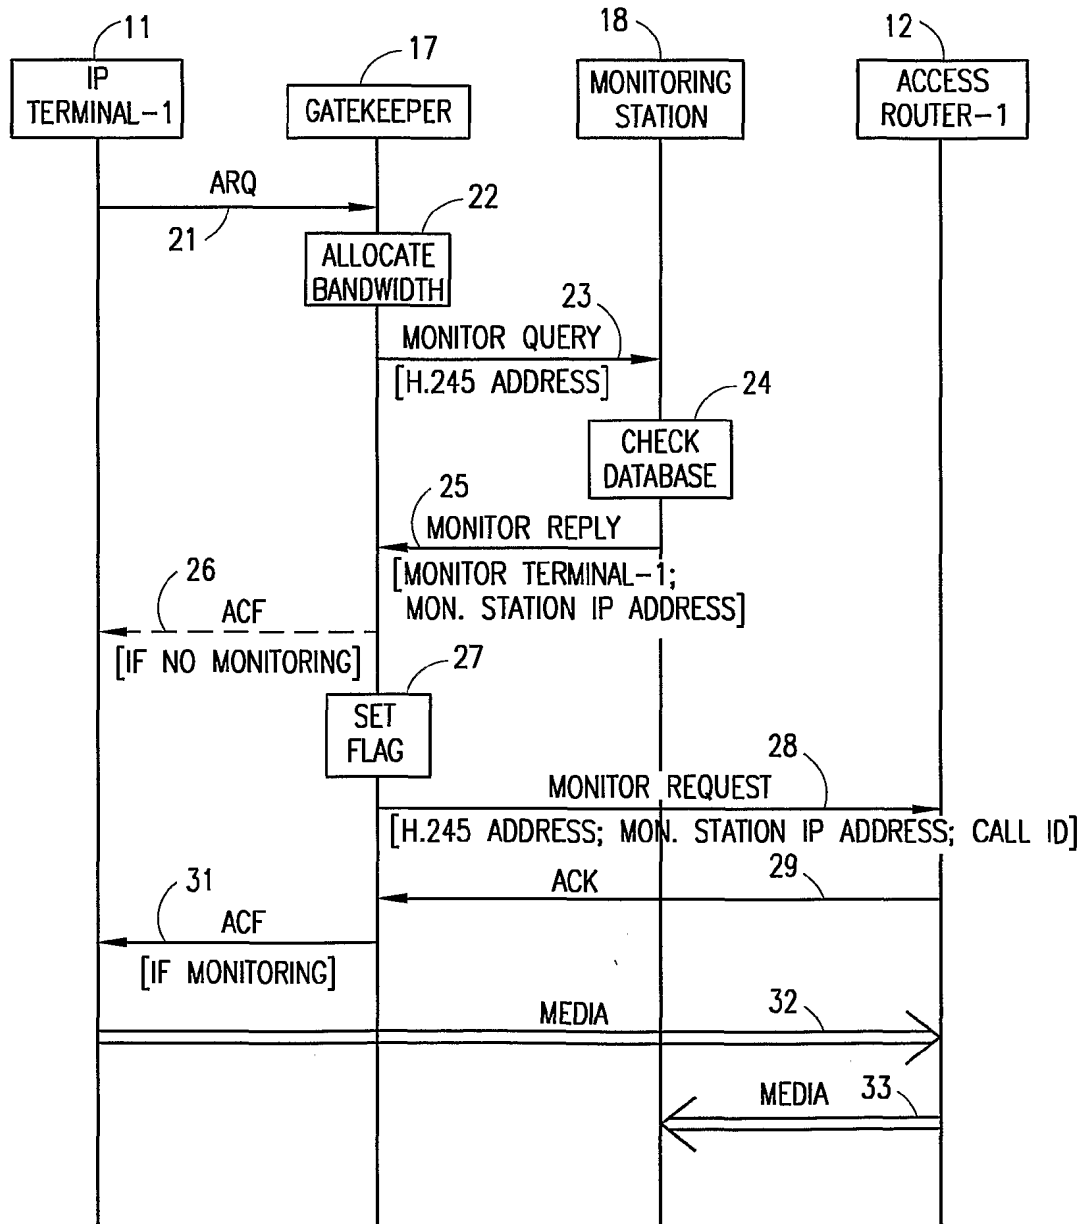 11
17
18
12
IP
TERMINAL-1
GATEKEEPER
MONITORING
STATION
ACCESS
ROUTER-1
ARQ
21
22
ALLOCATE
BANDWIDTH
23
MONITOR QUERY
[H.245 ADDRESS]
24
CHECK
DATABASE
25
MONITOR REPLY
[MONITOR TERMINAL-1;
MON. STATION IP ADDRESS]
26
ACF
[IF NO MONITORING]
27
SET
FLAG
28
MONITOR REQUEST
[H.245 ADDRESS; MON. STATION IP ADDRESS; CALL ID]
ACK
29
31
ACF
[IF MONITORING]
MEDIA
32
MEDIA
33